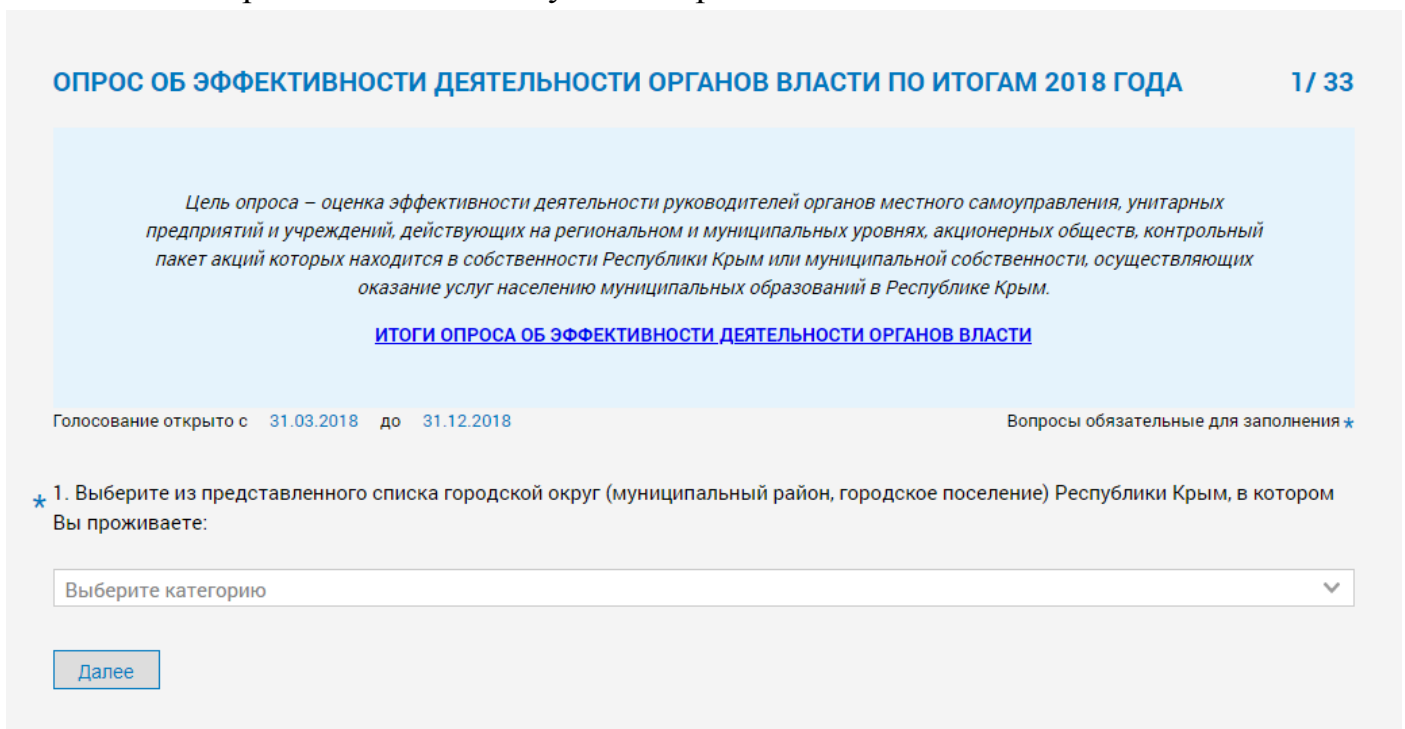 ОПРОС ОБ ЭФФЕКТИВНОСТИ ДЕЯТЕЛЬНОСТИ ОРГАНОВ ВЛАСТИ ПО ИТОГАМ 2018 ГОДА 1/ 33
Цель опроса – оценка эффективности деятельности руководителей органов местного самоуправления, унитарных
предприятий и учреждений, действующих на региональном и муниципальных уровнях, акционерных обществ, контрольный
пакет акций которых находится в собственности Республики Крым или муниципальной собственности, осуществляющих
оказание услуг населению муниципальных образований в Республике Крым.
ИТОГИ ОПРОСА ОБ ЭФФЕКТИВНОСТИ ДЕЯТЕЛЬНОСТИ ОРГАНОВ ВЛАСТИ
Голосование открыто с 31.03.2018 до 31.12.2018 Вопросы обязательные для заполнения *
* 1. Выберите из представленного списка городской округ (муниципальный район, городское поселение) Республики Крым, в котором
Вы проживаете:
Выберите категорию
Далее